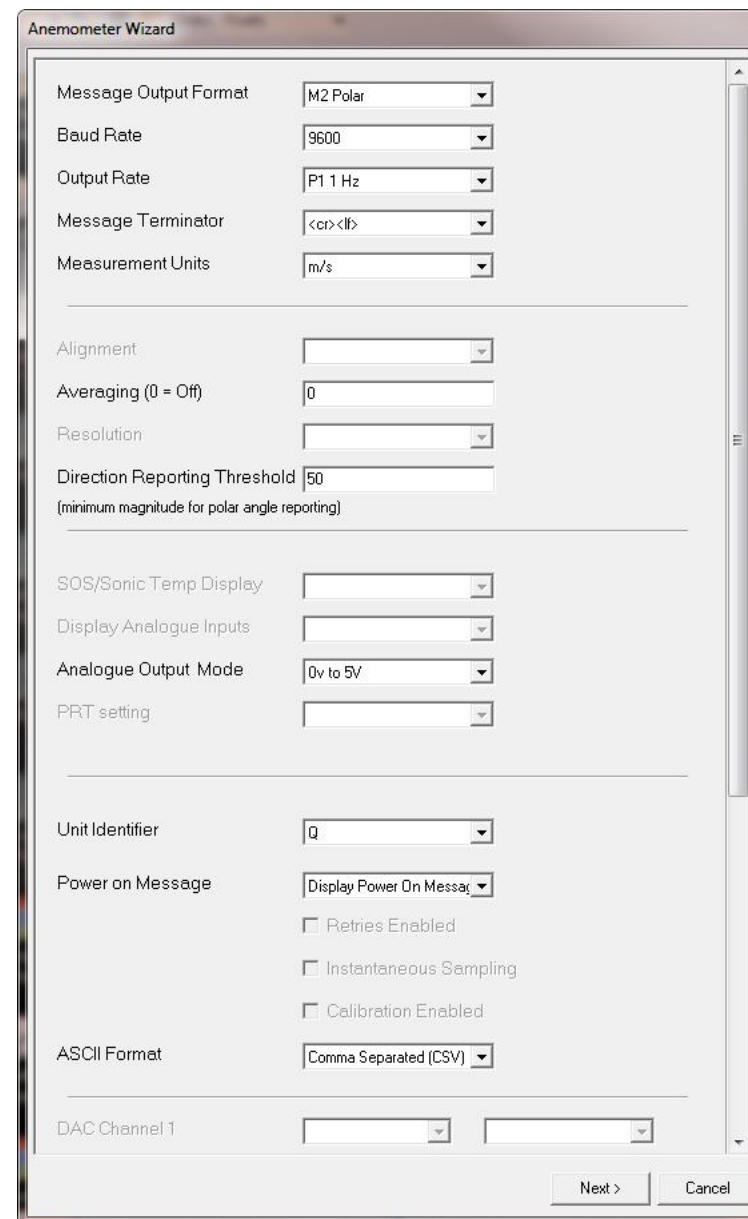 Anemometer Wizard
Message Output Format M2 Polar
Baud Rate 9600
Output Rate P1 1 Hz
Message Terminator <cr><lf>
Measurement Units m/s
Alignment
Averaging (0 = Off) 0
Resolution
Direction Reporting Threshold 50
(minimum magnitude for polar angle reporting)
SOS/Sonic Temp Display
Display Analogue Inputs
Analogue Output Mode 0v to 5V
PRT setting
Unit Identifier Q
Power on Message Display Power On Messag
Retries Enabled
Instantaneous Sampling
Calibration Enabled
ASCII Format Comma Separated (CSV)
DAC Channel 1
Next > Cancel